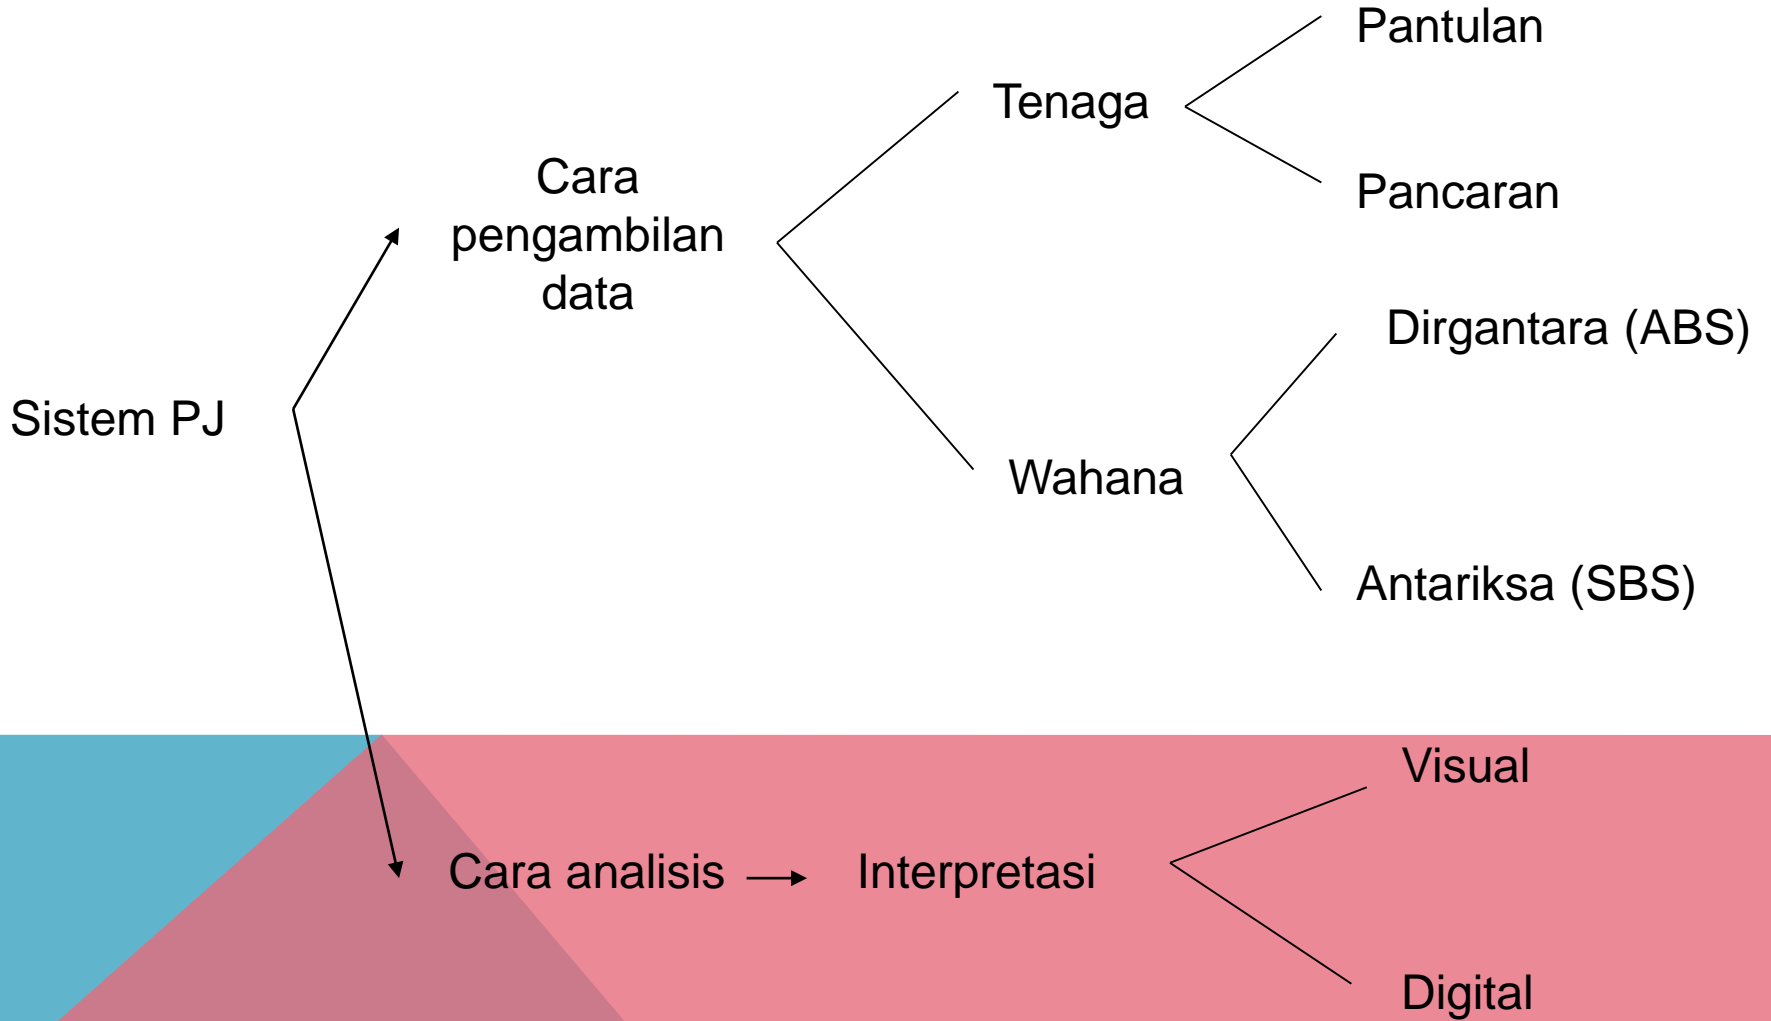 Pantulan
Tenaga
Pancaran
Cara
pengambilan
data
Dirgantara (ABS)
Sistem PJ
Wahana
Antariksa (SBS)
Visual
Cara analisis
Interpretasi
Digital